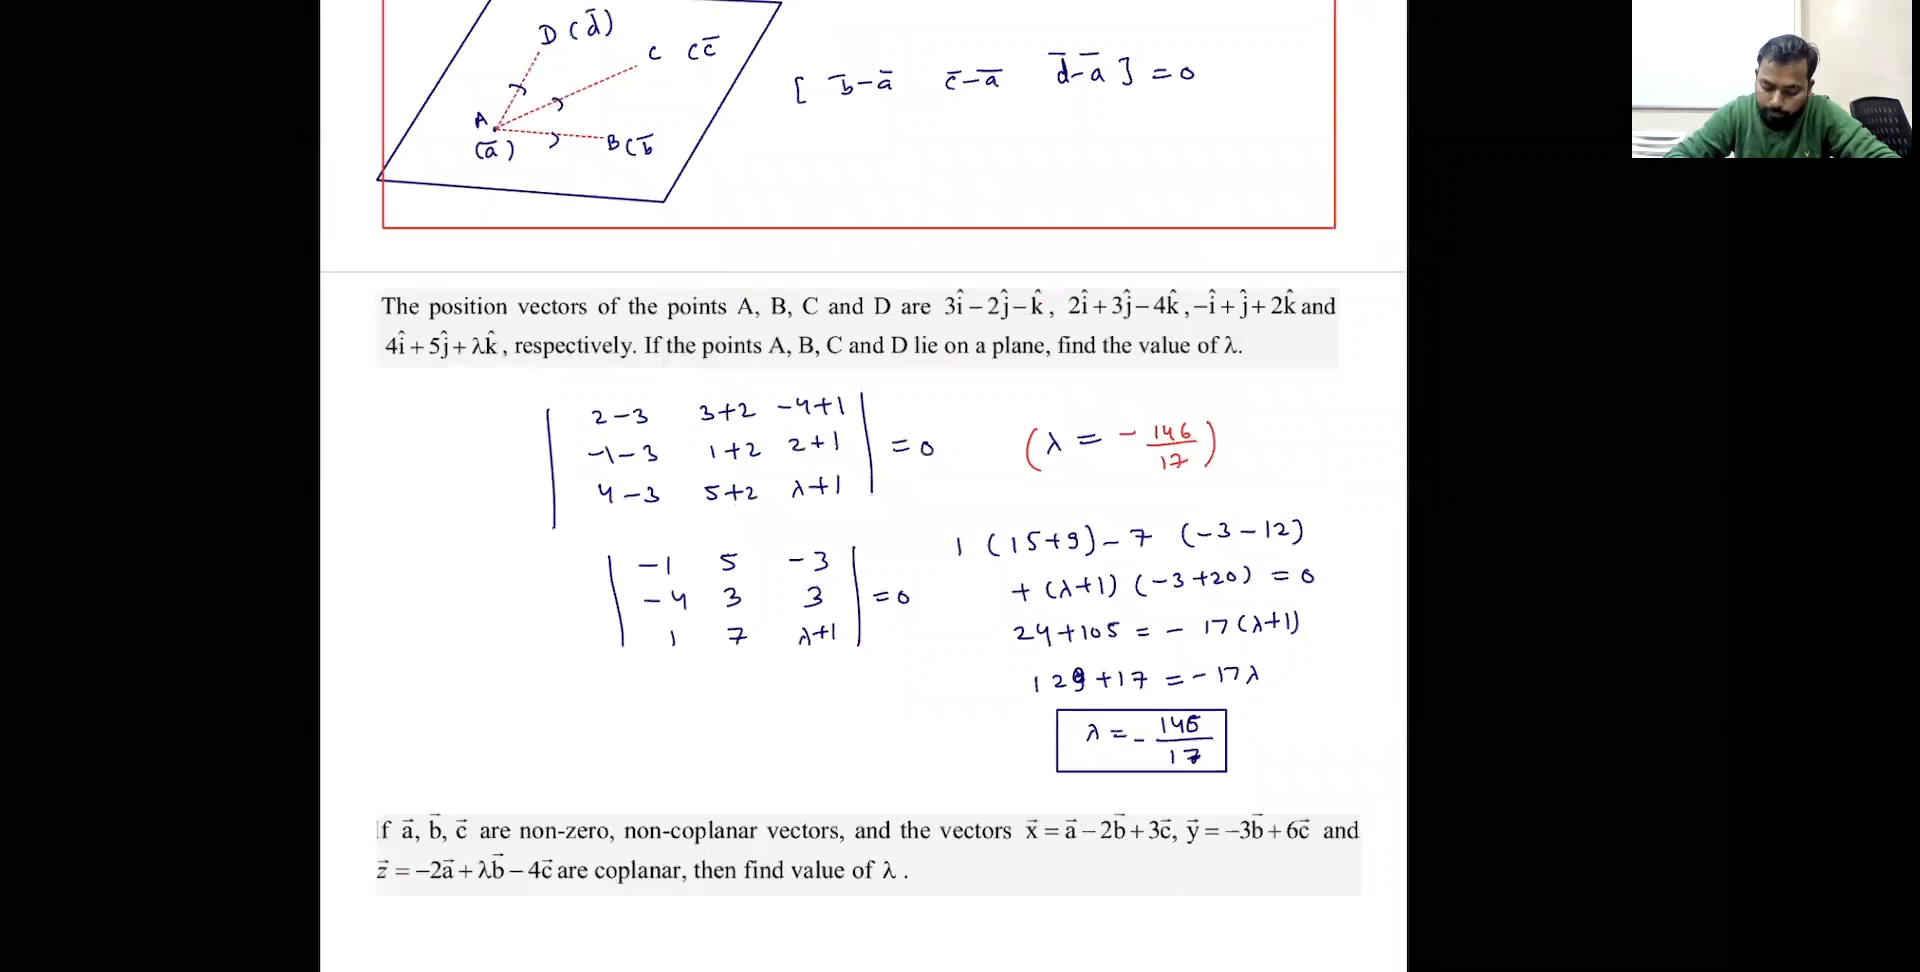 D (d̄)
C C c̄
[ b̄-ā c̄-ā d̄-ā ] = 0
A
(ā)
B ( b̄
The position vectors of the points A, B, C and D are 3î – 2ĵ – k̂, 2î + 3ĵ – 4k̂, –î + ĵ + 2k̂ and
4î + 5ĵ + λk̂, respectively. If the points A, B, C and D lie on a plane, find the value of λ.
| 2-3 3+2 -4+1 |
| -1-3 1+2 2+1 | = 0
| 4-3 5+2 λ+1 |
(λ = - 146/17)
| -1 5 -3 |
| -4 3 3 | = 0
| 1 7 λ+1 |
1 (15+9) - 7 (-3-12)
+ (λ+1) (-3+20) = 0
24+105 = - 17(λ+1)
129+17 = - 17λ
λ = - 146/17
If a⃗, b⃗, c⃗ are non-zero, non-coplanar vectors, and the vectors x⃗ = a⃗ – 2b⃗ + 3c⃗, y⃗ = –3b⃗ + 6c⃗ and
z⃗ = –2a⃗ + λb⃗ – 4c⃗ are coplanar, then find value of λ .